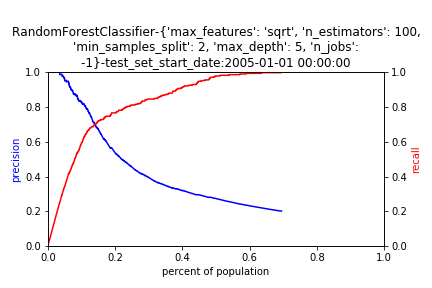 RandomForestClassifier-{'max_features': 'sqrt', 'n_estimators': 100,
'min_samples_split': 2, 'max_depth': 5, 'n_jobs':
-1}-test_set_start_date:2005-01-01 00:00:00
1.0
0.8
0.6
0.4
0.2
0.0
precision
1.0
0.8
0.6
0.4
0.2
0.0
recall
0.0 0.2 0.4 0.6 0.8 1.0
percent of population